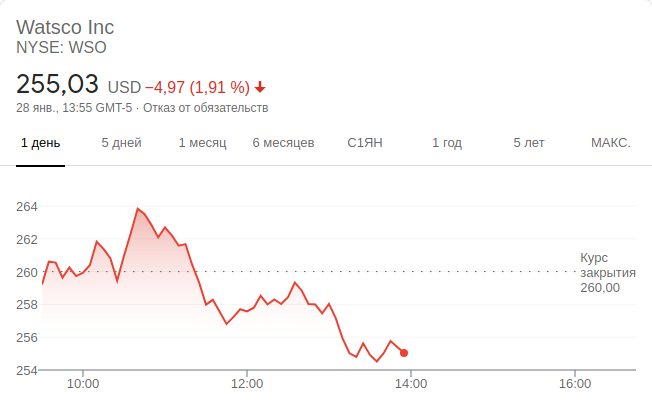 Watsco Inc
NYSE: WSO
255,03 USD −4,97 (1,91 %)
28 янв., 13:55 GMT-5 · Отказ от обязательств
1 день 5 дней 1 месяц 6 месяцев С1ЯН 1 год 5 лет МАКС.
264
262
260
258
256
254
Курс
закрытия
260,00
10:00 12:00 14:00 16:00